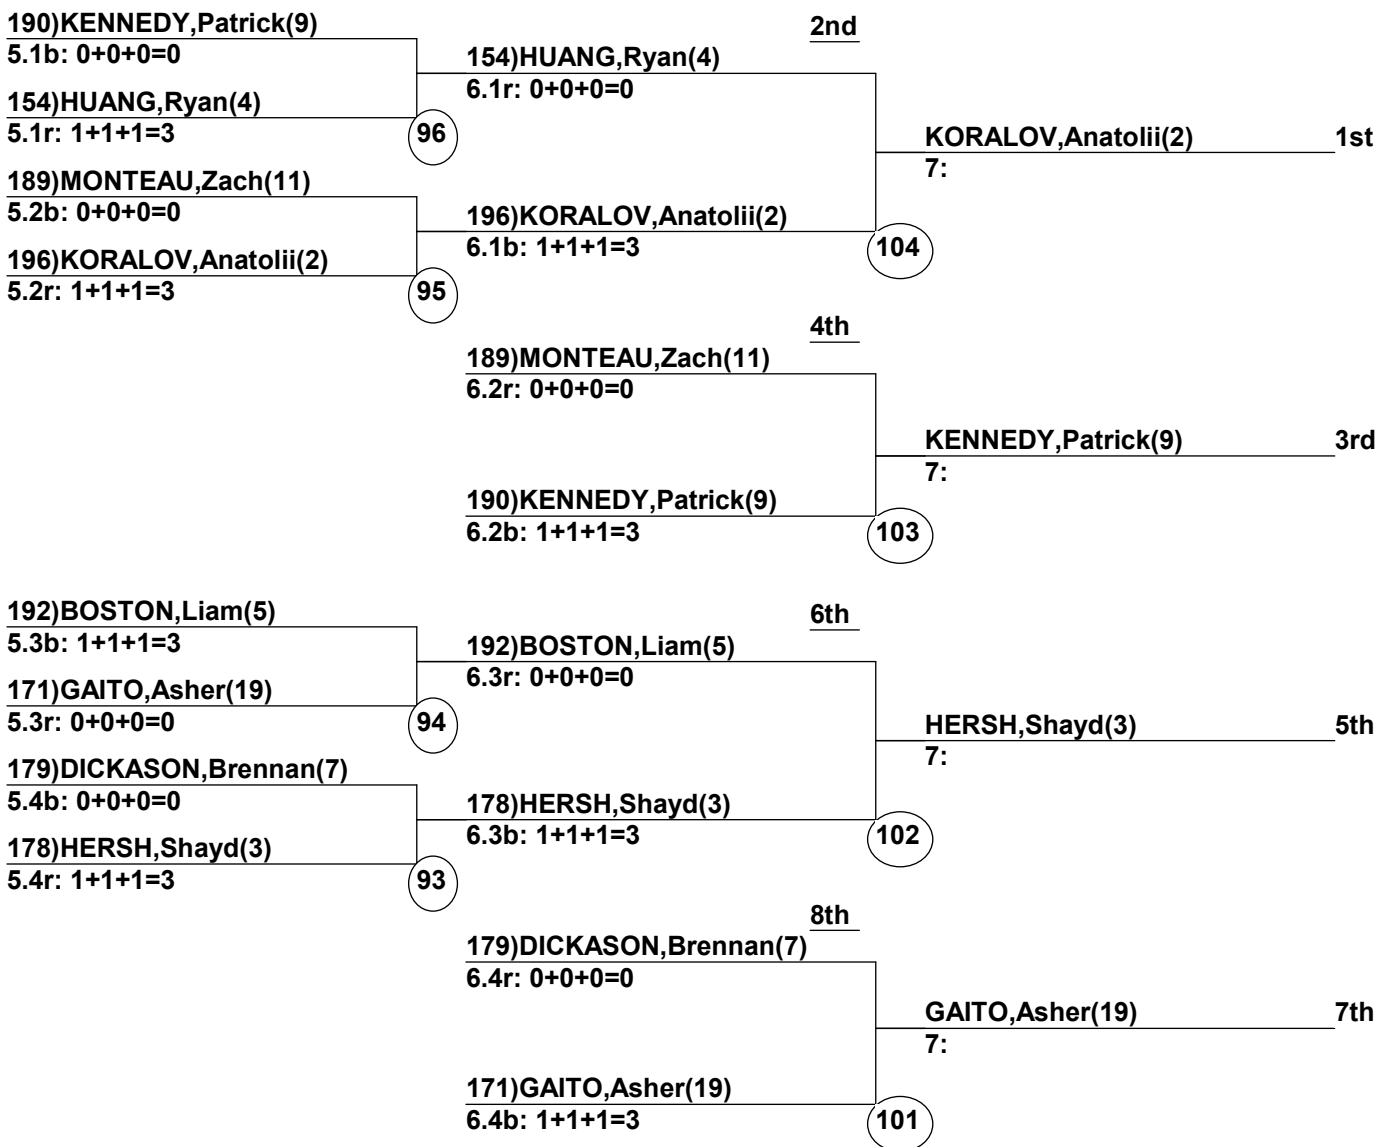 190)KENNEDY,Patrick(9)
5.1b: 0+0+0=0
154)HUANG,Ryan(4)
5.1r: 1+1+1=3
96
189)MONTEAU,Zach(11)
5.2b: 0+0+0=0
196)KORALOV,Anatolii(2)
5.2r: 1+1+1=3
95
2nd
154)HUANG,Ryan(4)
6.1r: 0+0+0=0
196)KORALOV,Anatolii(2)
6.1b: 1+1+1=3
104
KORALOV,Anatolii(2) 1st
7:
4th
189)MONTEAU,Zach(11)
6.2r: 0+0+0=0
190)KENNEDY,Patrick(9)
6.2b: 1+1+1=3
103
KENNEDY,Patrick(9) 3rd
7:
192)BOSTON,Liam(5)
5.3b: 1+1+1=3
171)GAITO,Asher(19)
5.3r: 0+0+0=0
94
179)DICKASON,Brennan(7)
5.4b: 0+0+0=0
178)HERSH,Shayd(3)
5.4r: 1+1+1=3
93
6th
192)BOSTON,Liam(5)
6.3r: 0+0+0=0
178)HERSH,Shayd(3)
6.3b: 1+1+1=3
102
HERSH,Shayd(3) 5th
7:
8th
179)DICKASON,Brennan(7)
6.4r: 0+0+0=0
171)GAITO,Asher(19)
6.4b: 1+1+1=3
101
GAITO,Asher(19) 7th
7: